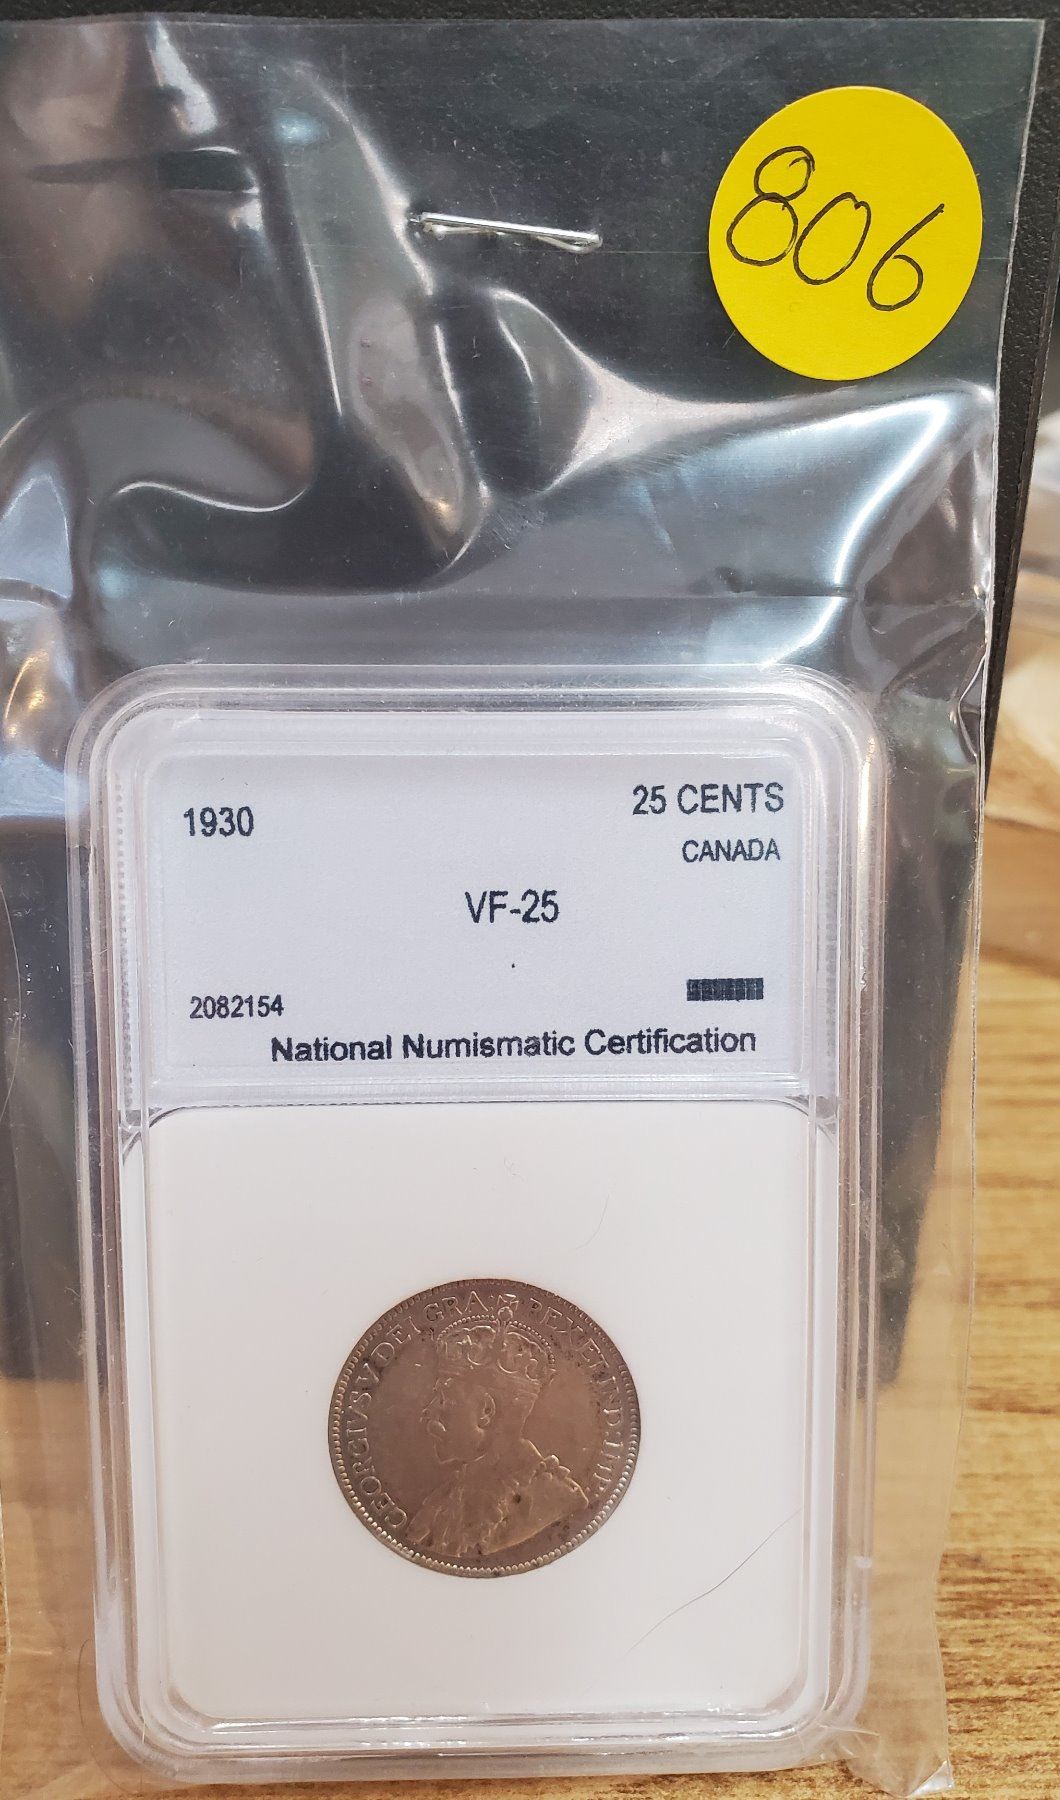 806
1930
25 CENTS
CANADA
VF-25
2082154
National Numismatic Certification
GEORGIVS V DEI GRA: REX ET IND: IMP: